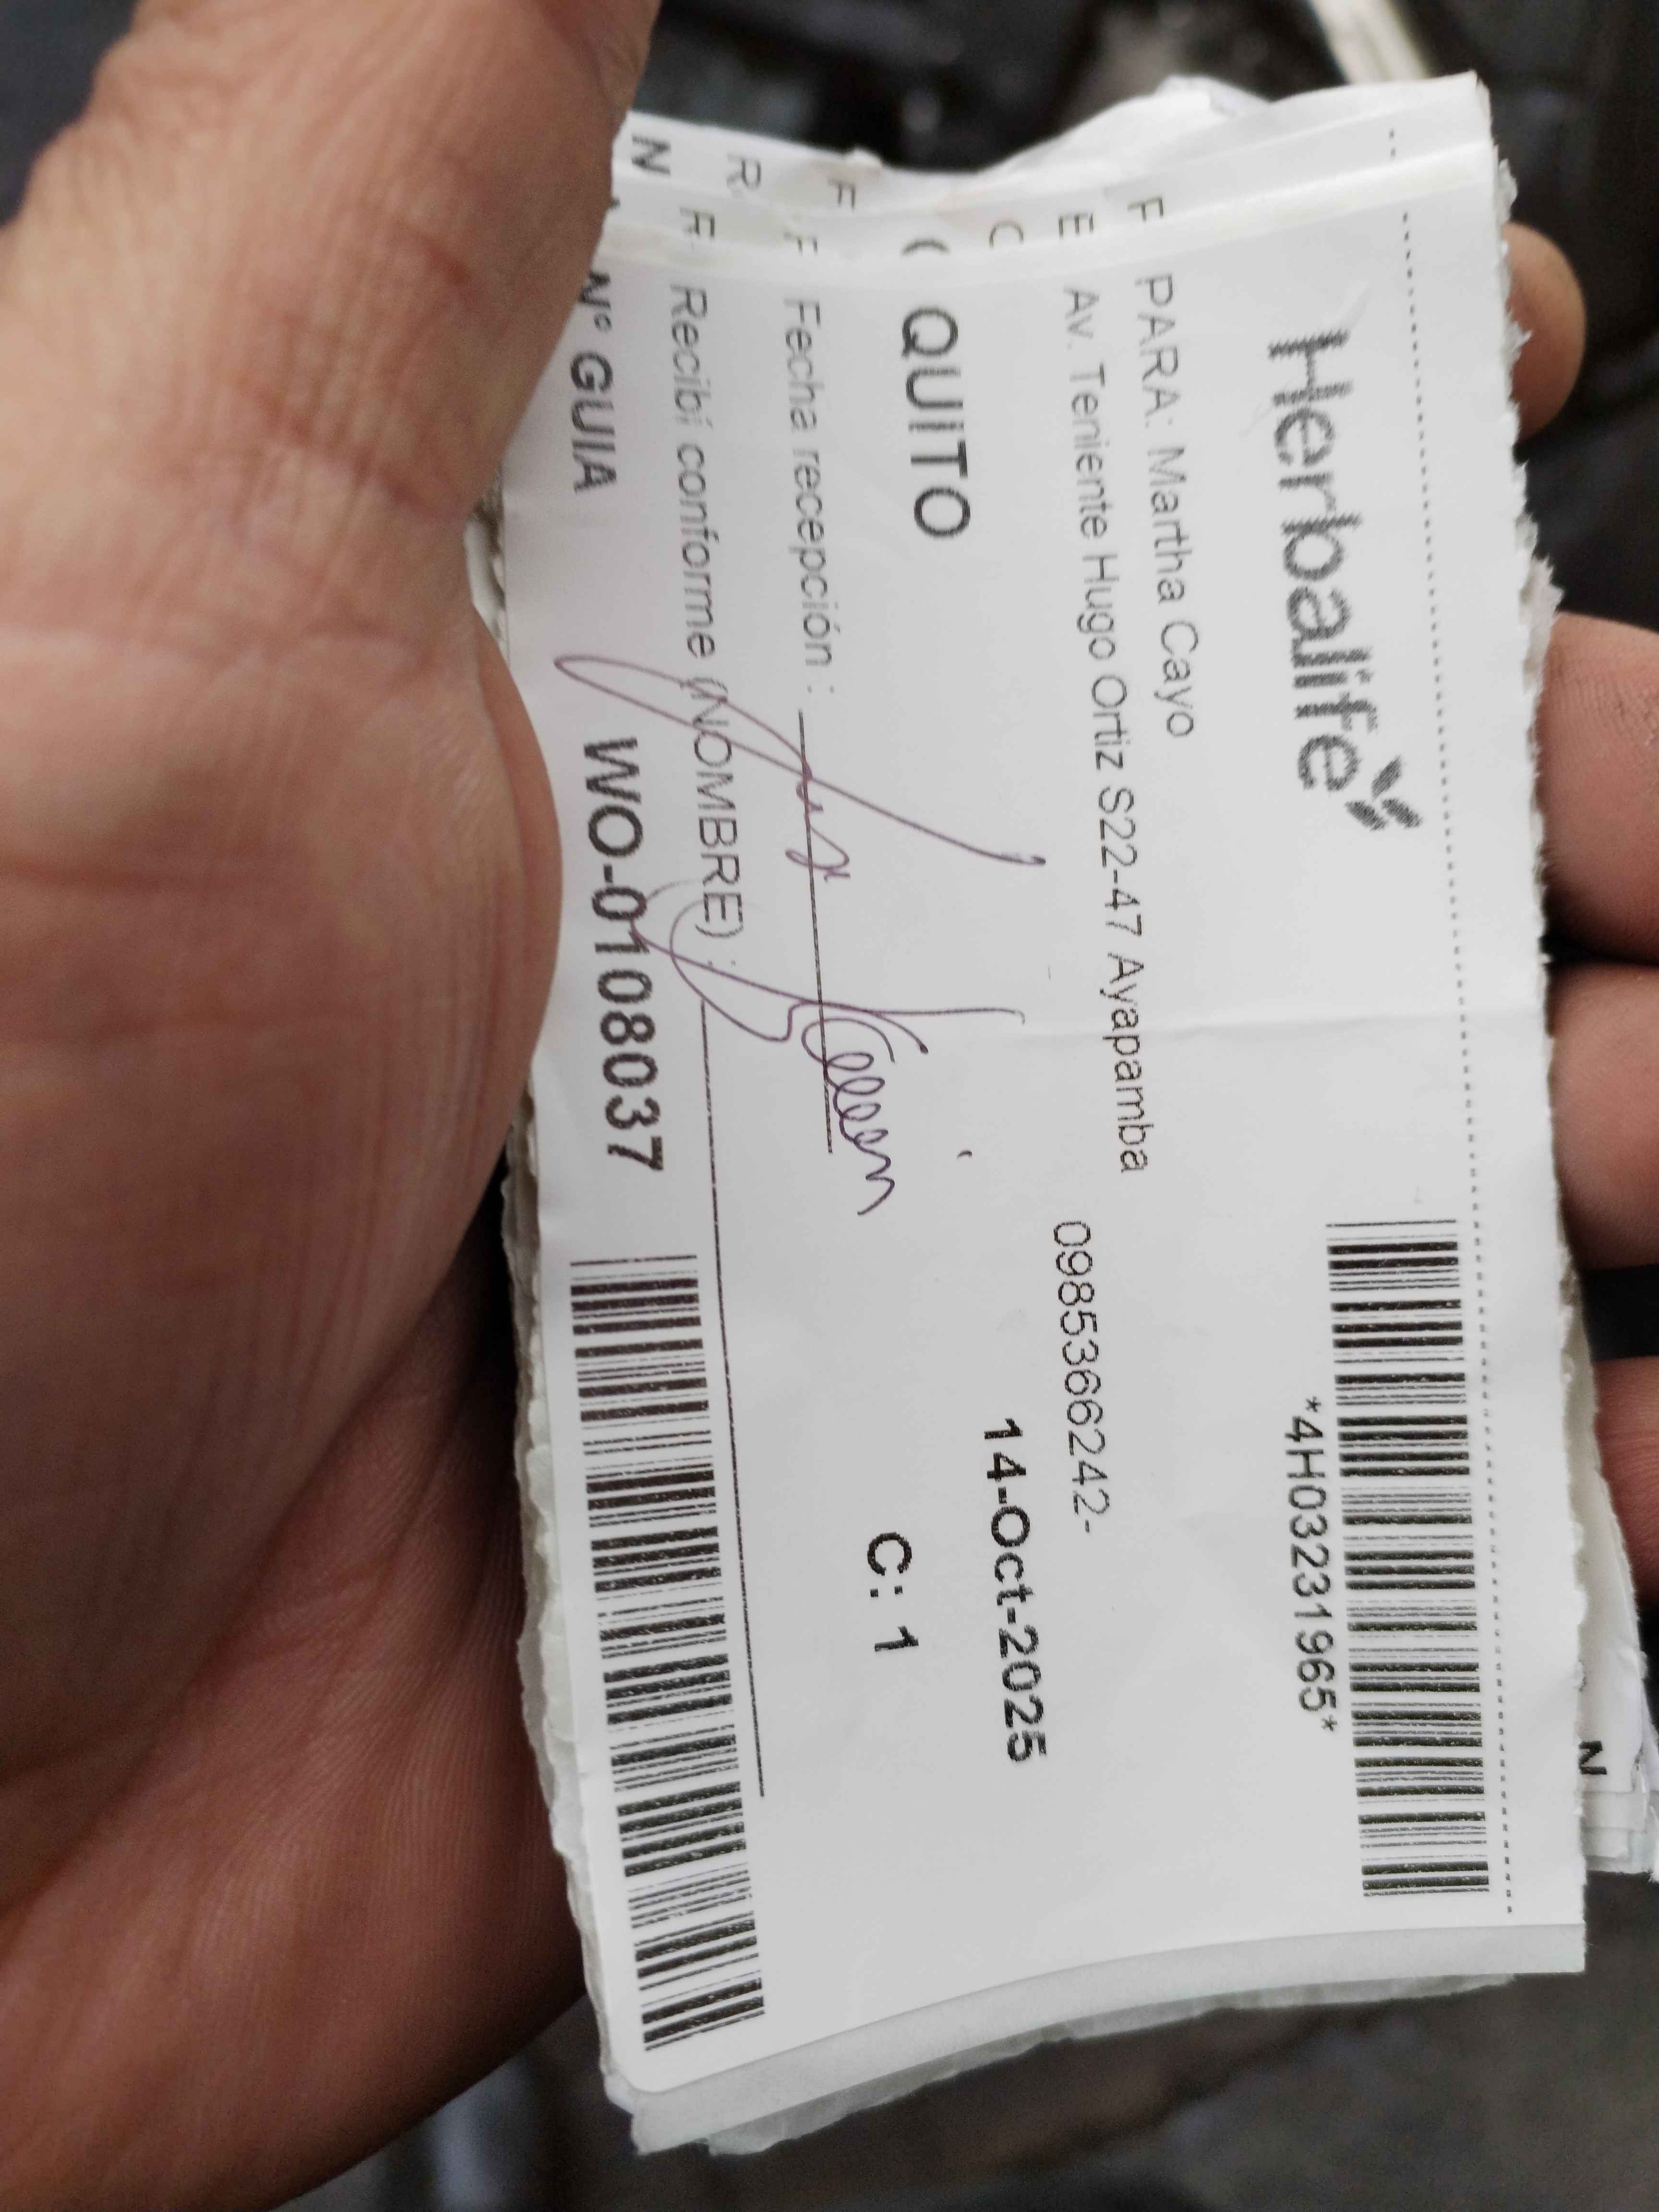 Herbalife
*4H03231965*
PARA: Martha Cayo
Av. Teniente Hugo Ortiz S22-47 Ayapamba
0985366242-
14-Oct-2025
QUITO
C: 1
Fecha recepción :
Recibí conforme (NOMBRE) :
Nº GUIA WO-0108037
F
E
C
(
F
F
R
R
N
N